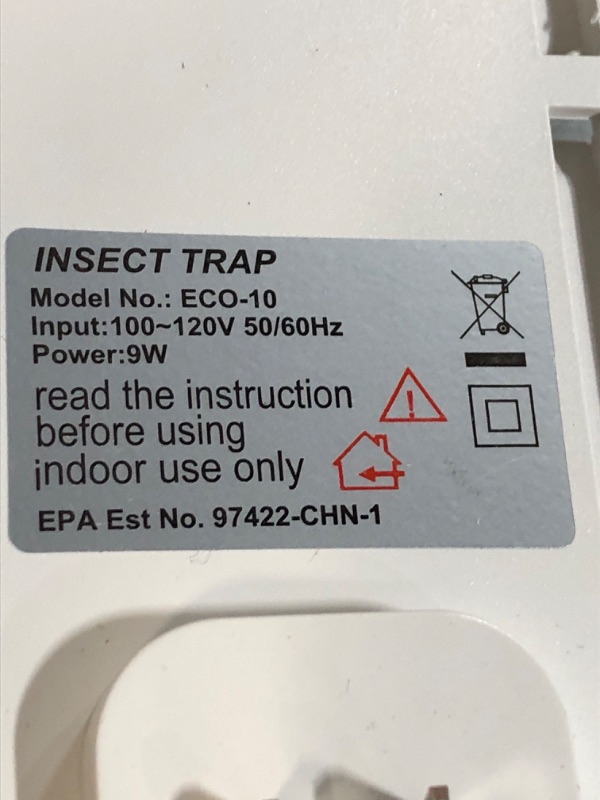 INSECT TRAP
Model No.: ECO-10
Input:100~120V 50/60Hz
Power:9W
read the instruction
before using
indoor use only
EPA Est No. 97422-CHN-1